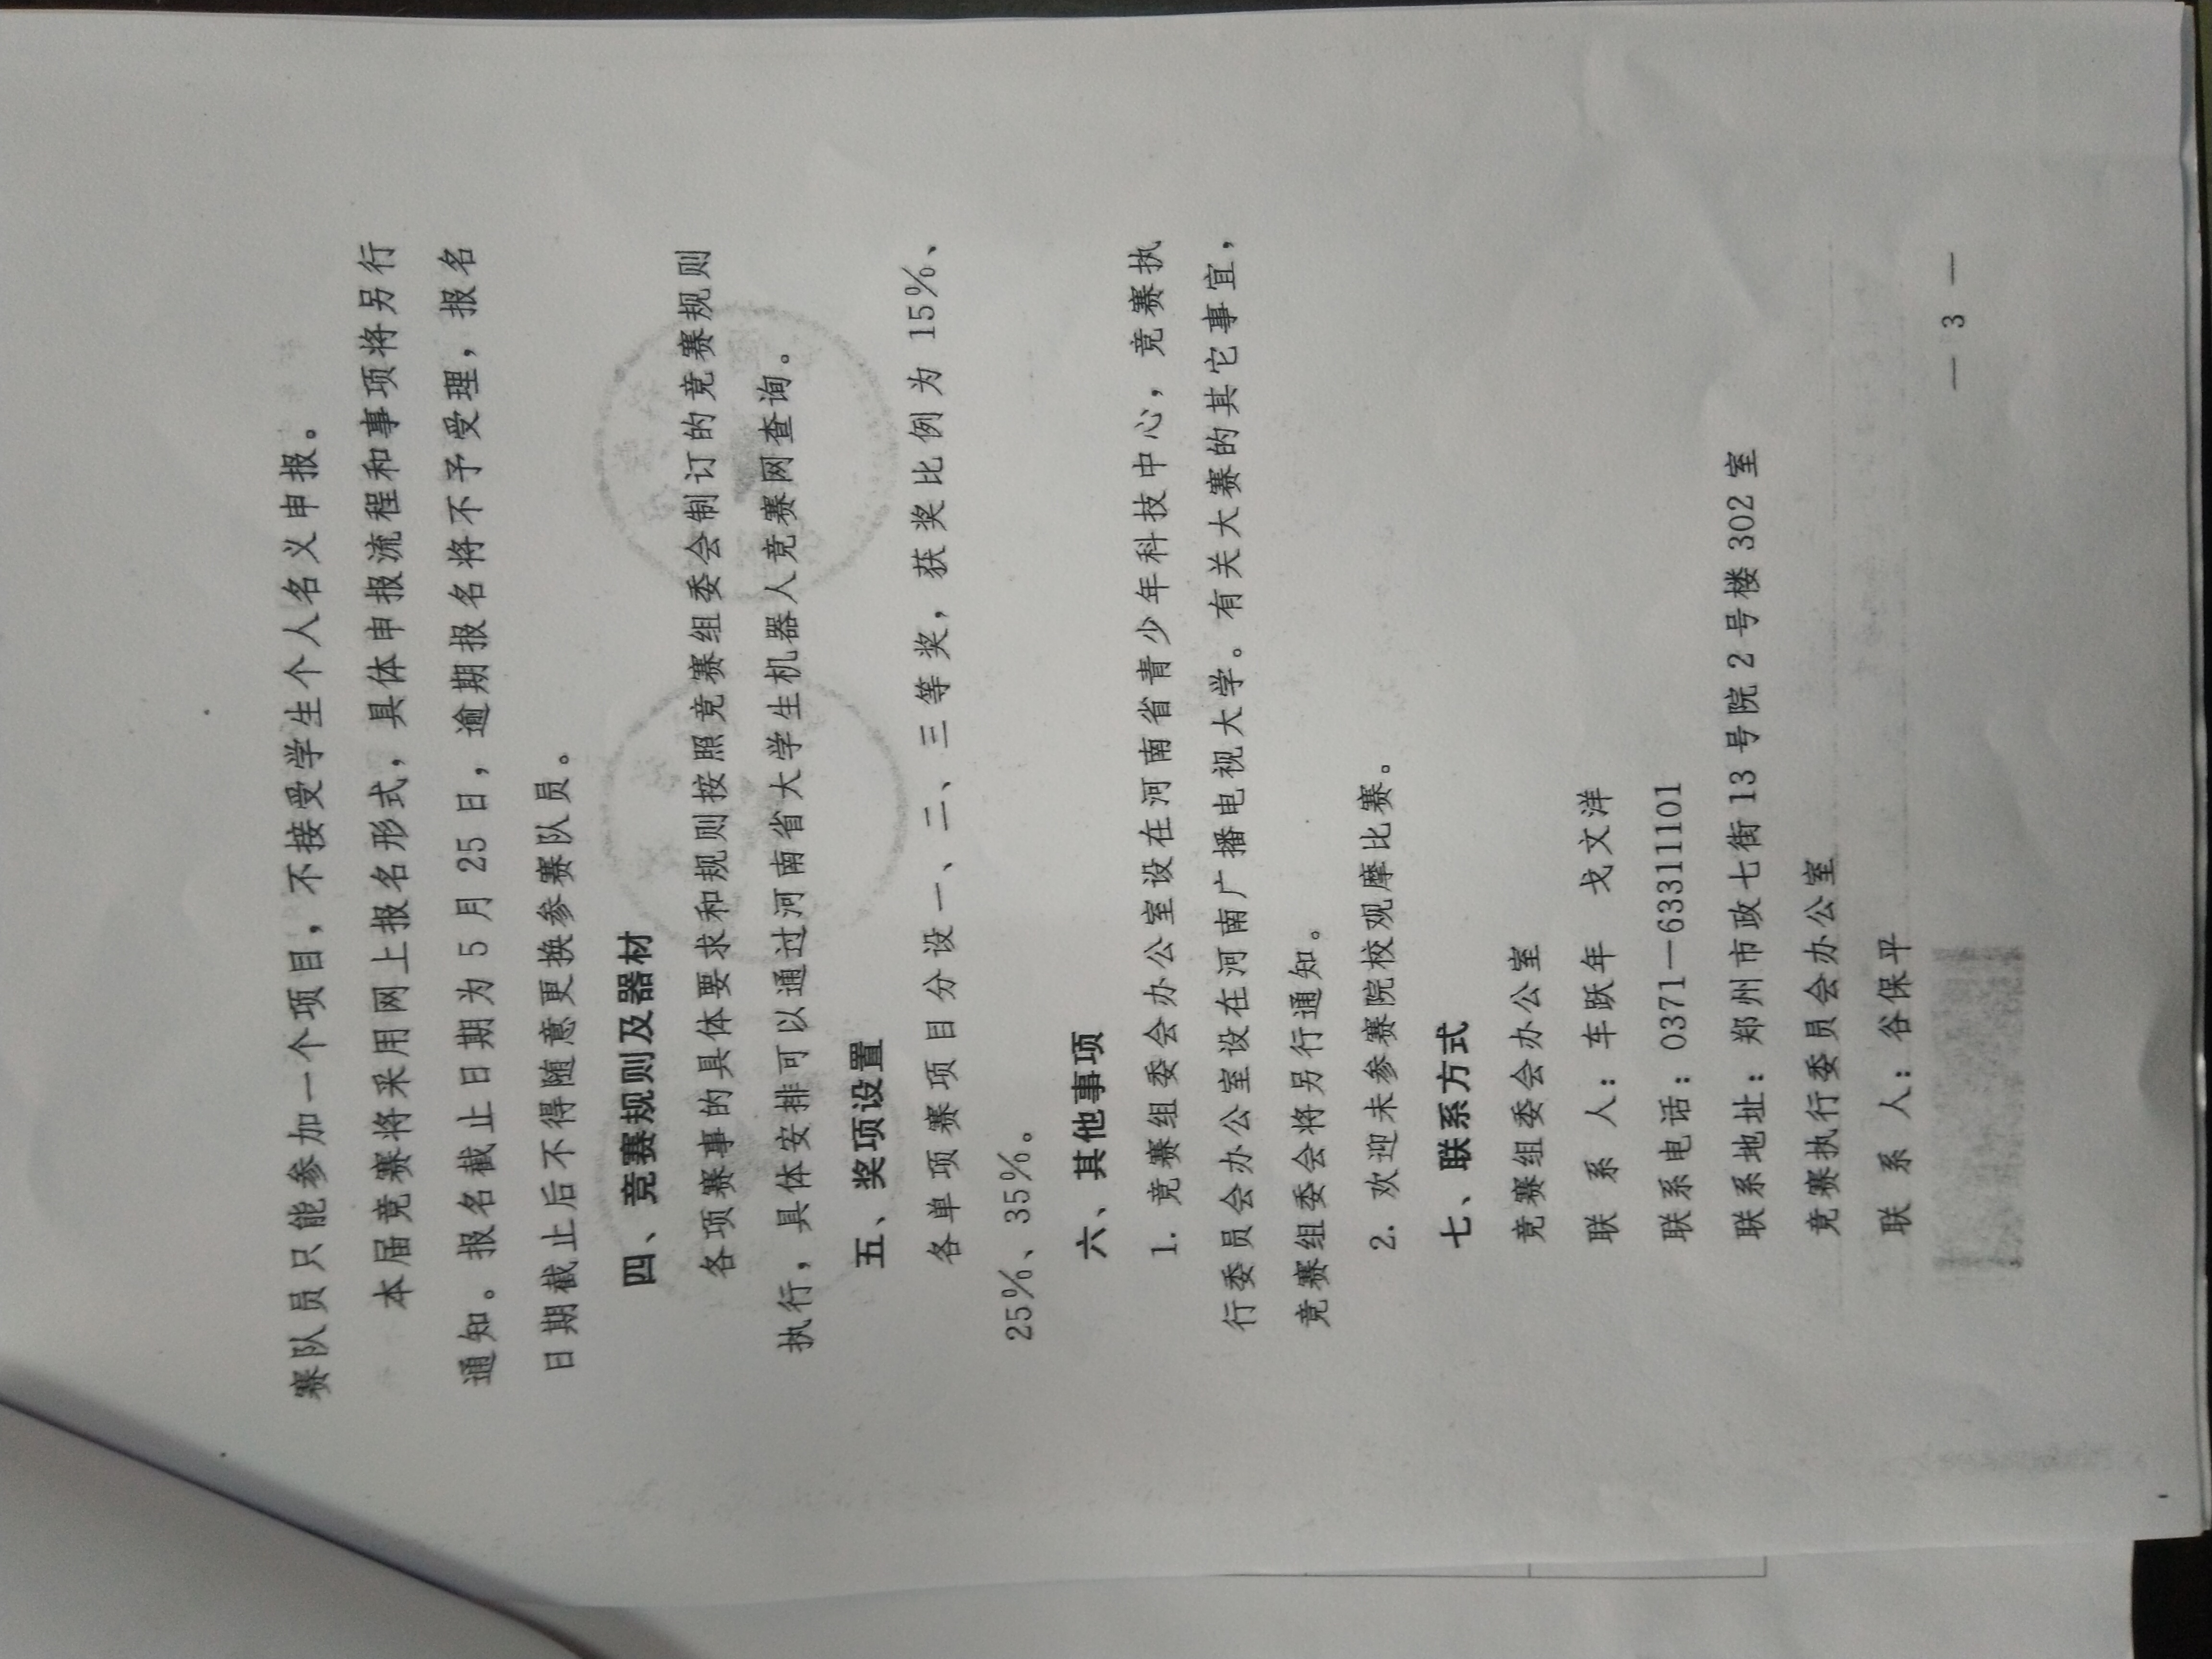 赛队员只能参加一个项目，不接受学生个人名义申报。
本届竞赛将采用网上报名形式，具体申报流程和事项将另行
通知。报名截止日期为5月25日，逾期报名将不予受理，报名
日期截止后不得随意更换参赛队员。
四、竞赛规则及器材
各项赛事的具体要求和规则按照竞赛组委会制订的竞赛规则
执行，具体安排可以通过河南省大学生机器人竞赛网查询。
五、奖项设置
各单项赛项目分设一、二、三等奖，获奖比例为15%、
25%、35%。
六、其他事项
1. 竞赛组委会办公室设在河南省青少年科技中心，竞赛执
行委员会办公室设在河南广播电视大学。有关大赛的其它事宜，
竞赛组委会将另行通知。
2. 欢迎未参赛院校观摩比赛。
七、联系方式
竞赛组委会办公室
联 系 人：车跃年 戈文洋
联系电话：0371—63311101
联系地址：郑州市政七街13号院2号楼302室
竞赛执行委员会办公室
联 系 人：谷保平
— 3 —